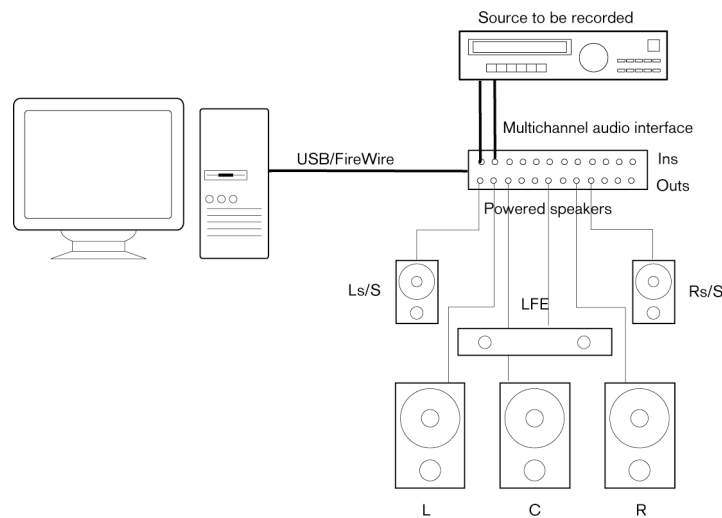 Source to be recorded
Multichannel audio interface
USB/FireWire
Ins
Outs
Powered speakers
Ls/S
LFE
Rs/S
L
C
R